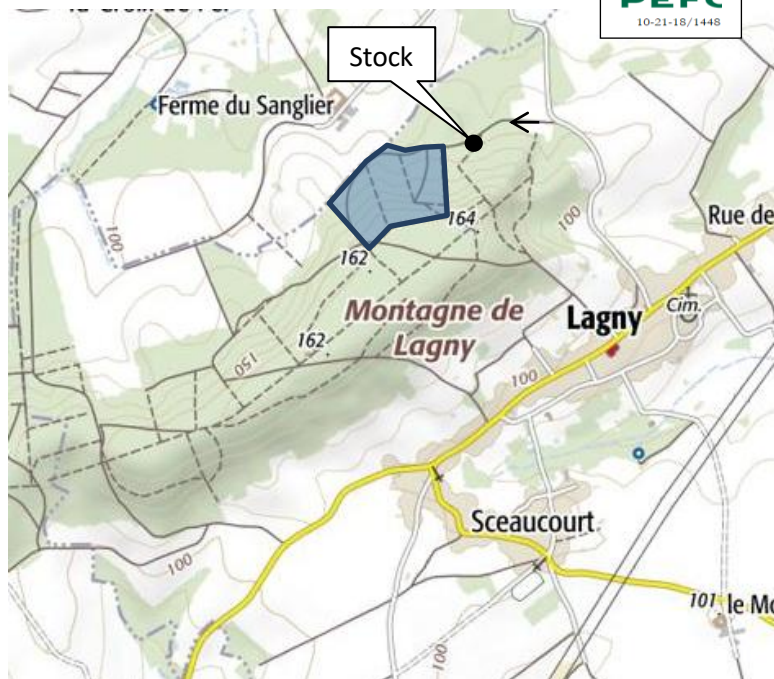 PEFC
10-21-18/1448
Stock
Ferme du Sanglier
164
100
Rue de
100
162
Montagne de
Lagny
Lagny
Cim.
162
150
100
Sceaucourt
100
101
le Mo
100